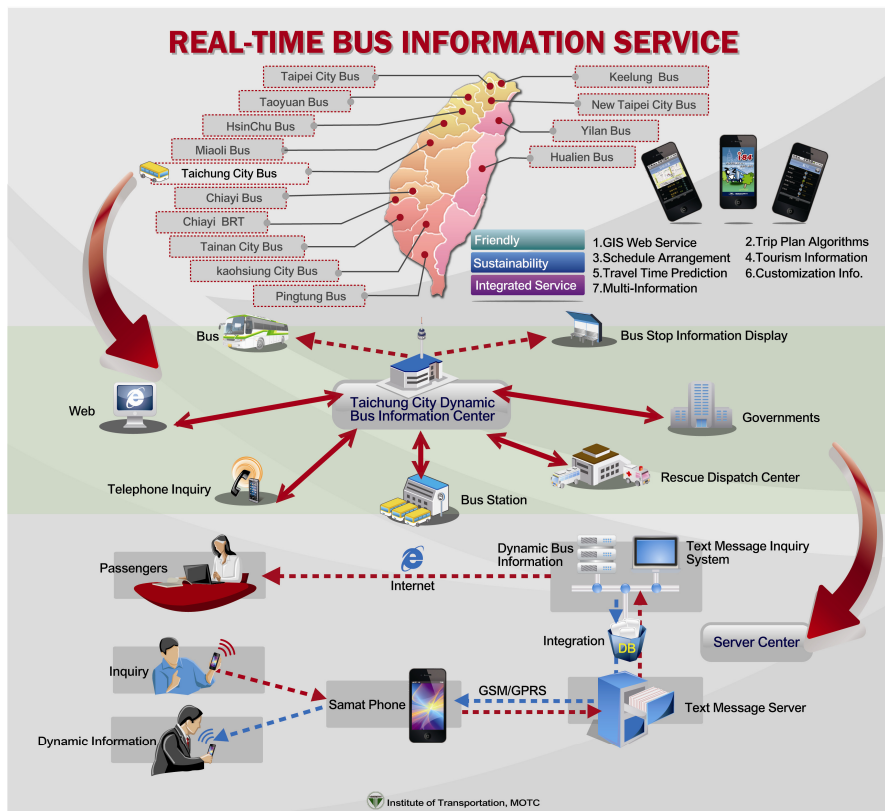 REAL-TIME BUS INFORMATION SERVICE
Taipei City Bus
Keelung Bus
Taoyuan Bus
New Taipei City Bus
HsinChu Bus
Yilan Bus
Miaoli Bus
Hualien Bus
Taichung City Bus
Chiayi Bus
Chiayi BRT
Tainan City Bus
kaohsiung City Bus
Pingtung Bus
Friendly
Sustainability
Integrated Service
1.GIS Web Service
2.Trip Plan Algorithms
3.Schedule Arrangement
4.Tourism Information
5.Travel Time Prediction
6.Customization Info.
7.Multi-Information
Bus
Bus Stop Information Display
Web
Taichung City Dynamic
Bus Information Center
Governments
Telephone Inquiry
Bus Station
Rescue Dispatch Center
Passengers
Internet
Dynamic Bus
Information
Text Message Inquiry
System
Integration
DB
Server Center
Inquiry
Samat Phone
GSM/GPRS
Text Message Server
Dynamic Information
Institute of Transportation, MOTC